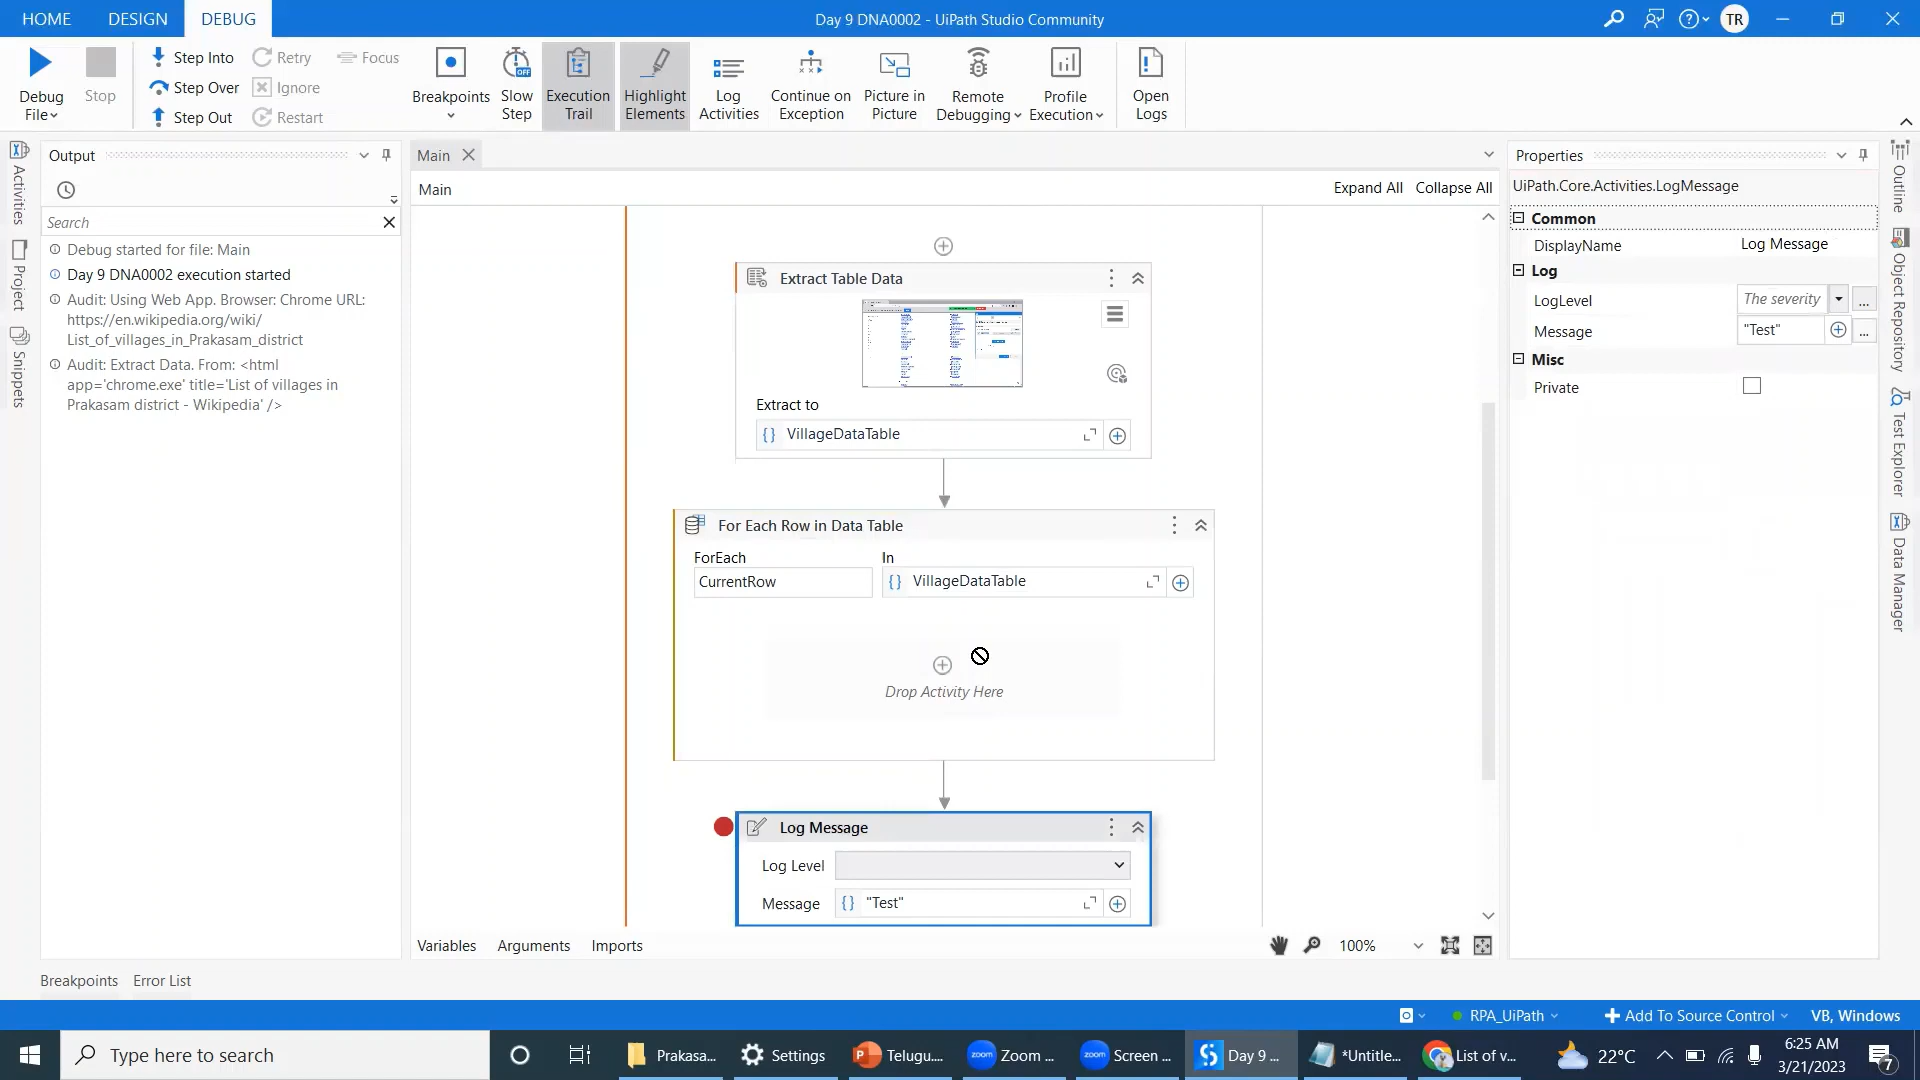 HOME DESIGN DEBUG
Day 9 DNA0002 - UiPath Studio Community
TR
Debug
File
Stop
Step Into
Step Over
Step Out
Retry
Ignore
Restart
Focus
Breakpoints
Slow
Step
Execution
Trail
Highlight
Elements
Log
Activities
Continue on
Exception
Picture in
Picture
Remote
Debugging
Profile
Execution
Open
Logs
Activities
Project
Snippets
Output
Search
Debug started for file: Main
Day 9 DNA0002 execution started
Audit: Using Web App. Browser: Chrome URL:
https://en.wikipedia.org/wiki/
List_of_villages_in_Prakasam_district
Audit: Extract Data. From: <html
app='chrome.exe' title='List of villages in
Prakasam district - Wikipedia' />
Main
Main
Expand All Collapse All
Extract Table Data
Extract to
VillageDataTable
For Each Row in Data Table
ForEach In
CurrentRow VillageDataTable
Drop Activity Here
Log Message
Log Level
Message "Test"
Variables Arguments Imports
100%
Properties
UiPath.Core.Activities.LogMessage
Common
DisplayName Log Message
Log
LogLevel The severity ...
Message "Test" ...
Misc
Private
Outline
Object Repository
Test Explorer
Data Manager
Breakpoints Error List
RPA_UiPath Add To Source Control VB, Windows
Type here to search
Prakasa...
Settings
Telugu....
zoom Zoom ...
zoom Screen ...
Day 9 ...
*Untitle...
List of v...
22°C
6:25 AM
3/21/2023
7